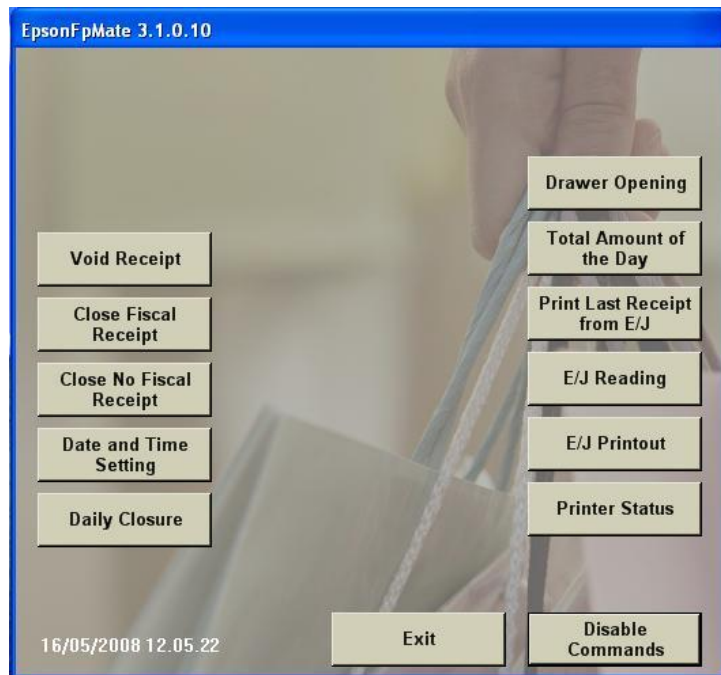 EpsonFpMate 3.1.0.10
Void Receipt
Close Fiscal
Receipt
Close No Fiscal
Receipt
Date and Time
Setting
Daily Closure
Drawer Opening
Total Amount of
the Day
Print Last Receipt
from E/J
E/J Reading
E/J Printout
Printer Status
16/05/2008 12.05.22
Exit
Disable
Commands